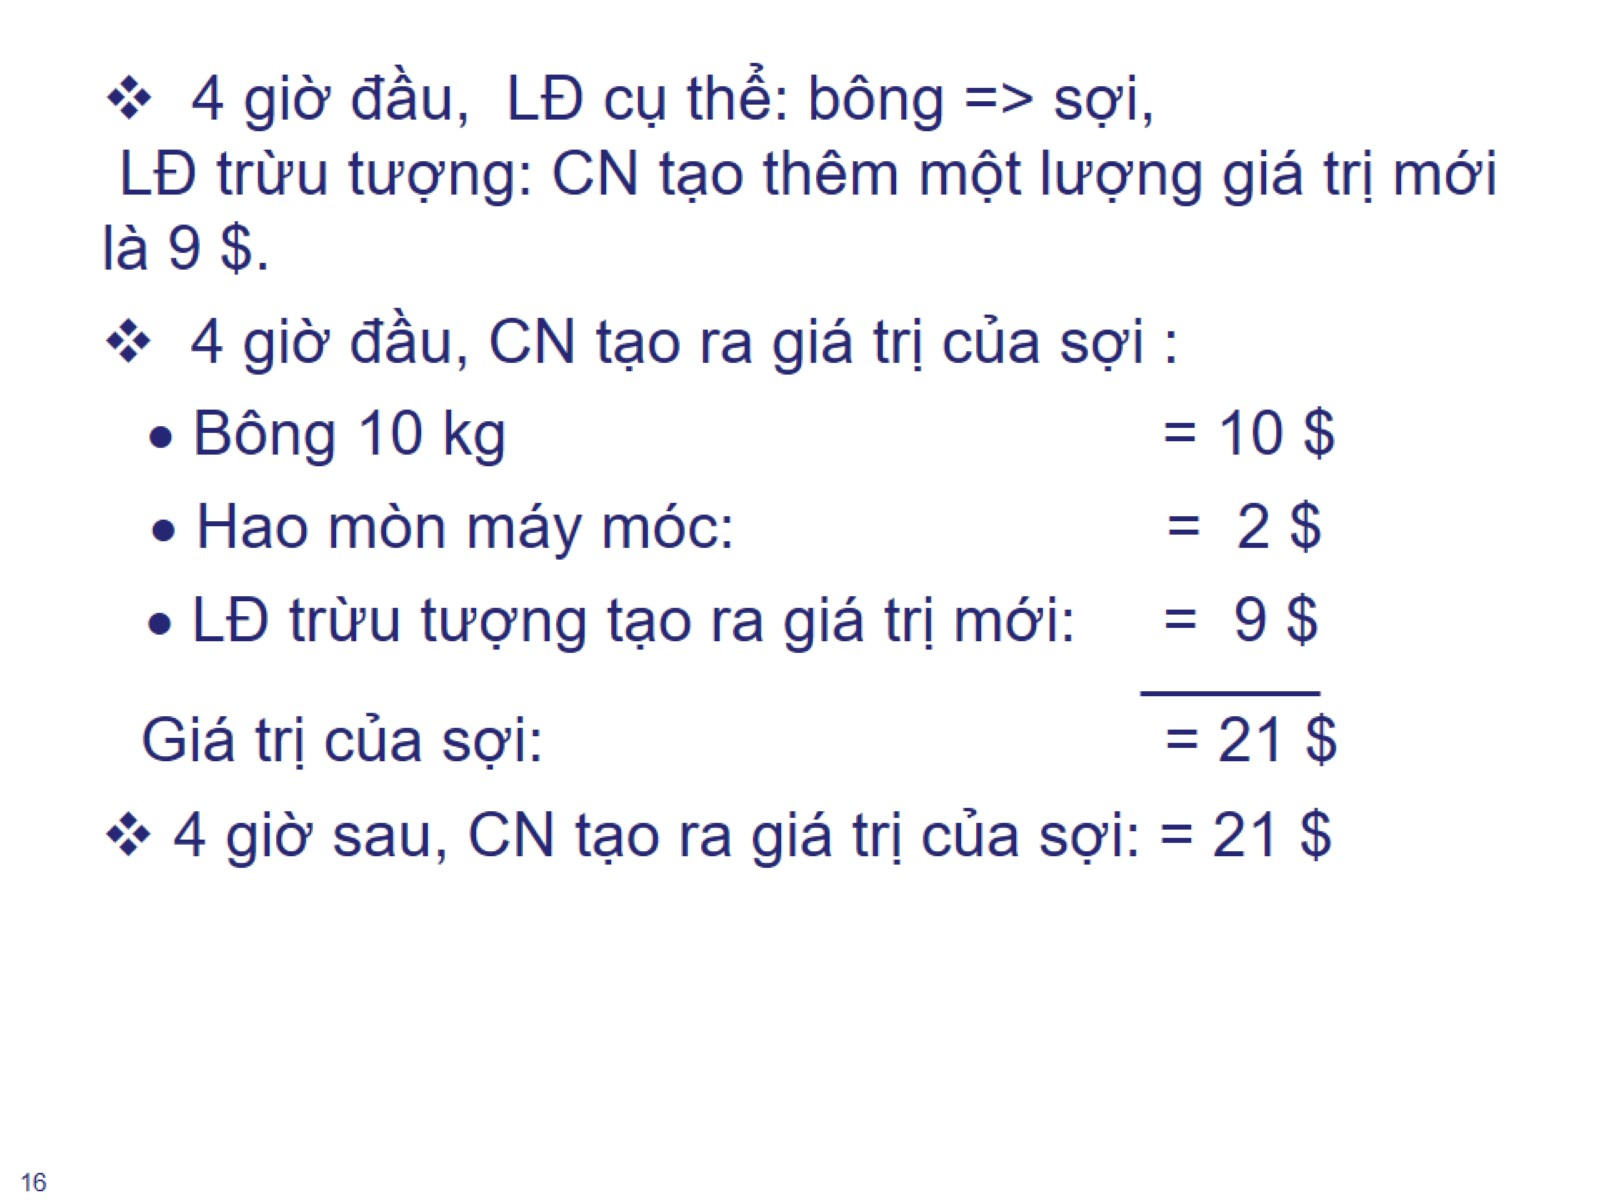 ❖ 4 giờ đầu, LĐ cụ thể: bông => sợi,
LĐ trừu tượng: CN tạo thêm một lượng giá trị mới
là 9 $.
❖ 4 giờ đầu, CN tạo ra giá trị của sợi :
• Bông 10 kg = 10 $
• Hao mòn máy móc: = 2 $
• LĐ trừu tượng tạo ra giá trị mới: = 9 $
Giá trị của sợi: = 21 $
❖ 4 giờ sau, CN tạo ra giá trị của sợi: = 21 $
16